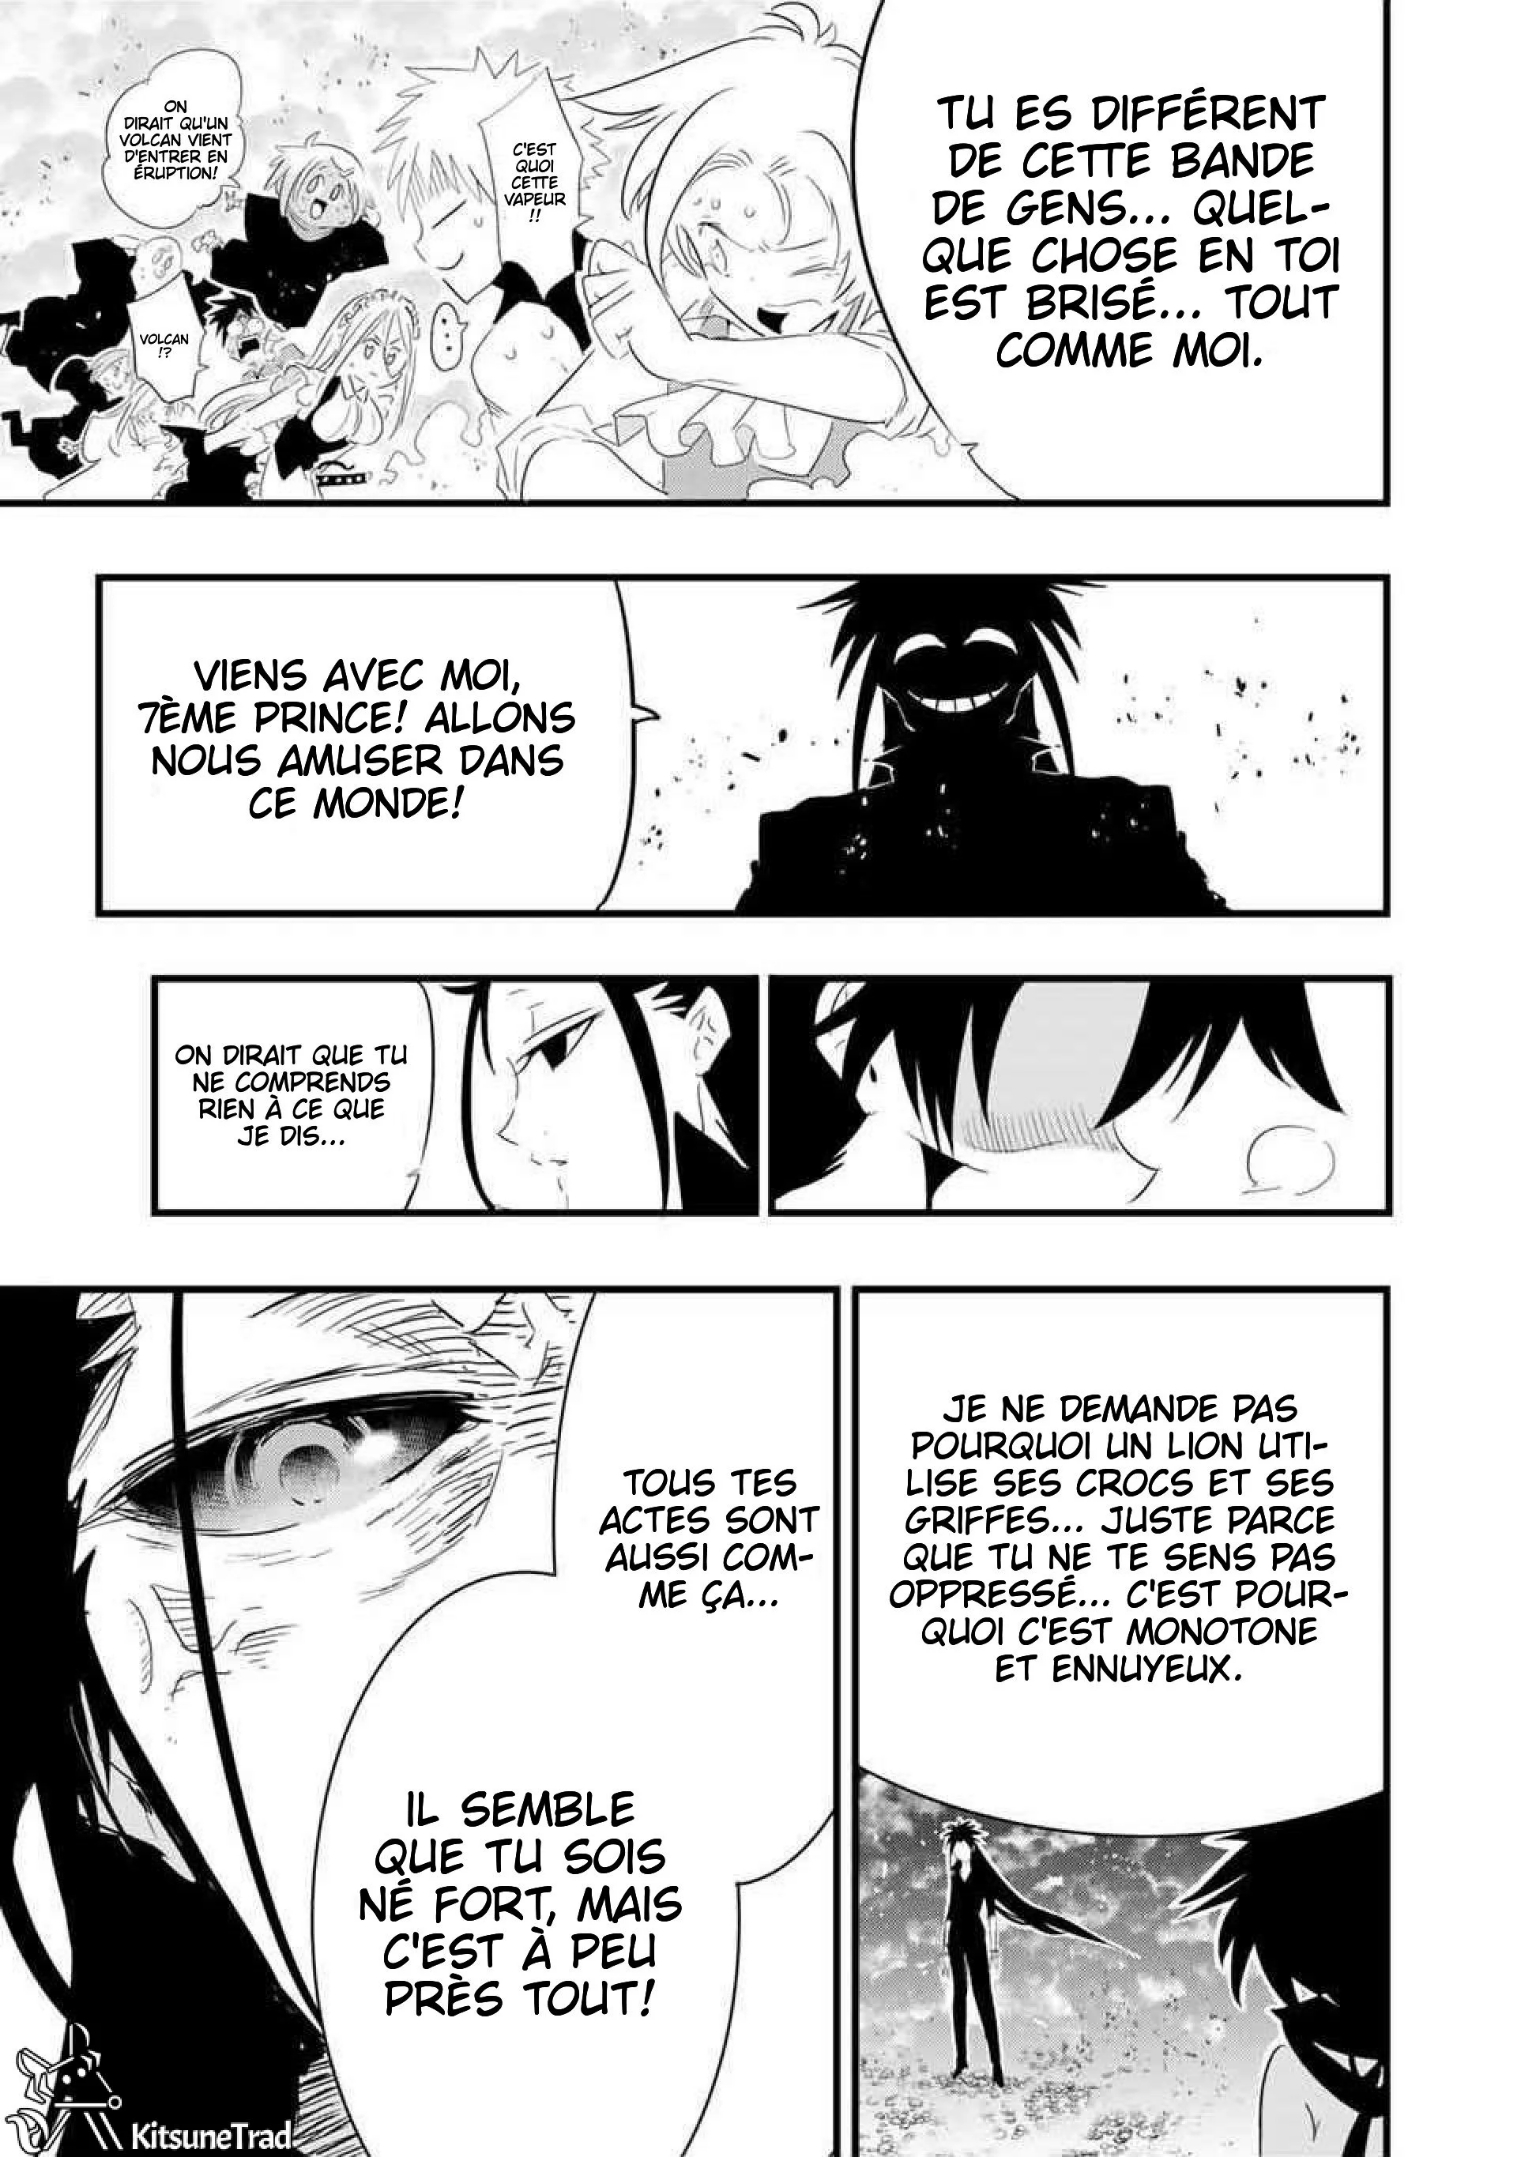 TU ES DIFFÉRENT
DE CETTE BANDE
DE GENS... QUEL-
QUE CHOSE EN TOI
EST BRISÉ... TOUT
COMME MOI.
C'EST
QUOI
CETTE
VAPEUR
!!
ON
DIRAIT QU'UN
VOLCAN VIENT
D'ENTRER EN
ÉRUPTION!
...
VOLCAN
!?
VIENS AVEC MOI,
7ÈME PRINCE! ALLONS
NOUS AMUSER DANS
CE MONDE!
ON DIRAIT QUE TU
NE COMPRENDS
RIEN À CE QUE
JE DIS...
JE NE DEMANDE PAS
POURQUOI UN LION UTI-
LISE SES CROCS ET SES
GRIFFES... JUSTE PARCE
QUE TU NE TE SENS PAS
OPPRESSÉ... C'EST POUR-
QUOI C'EST MONOTONE
ET ENNUYEUX.
TOUS TES
ACTES SONT
AUSSI COM-
ME ÇA...
IL SEMBLE
QUE TU SOIS
NÉ FORT, MAIS
C'EST À PEU
PRÈS TOUT!
KitsuneTrad